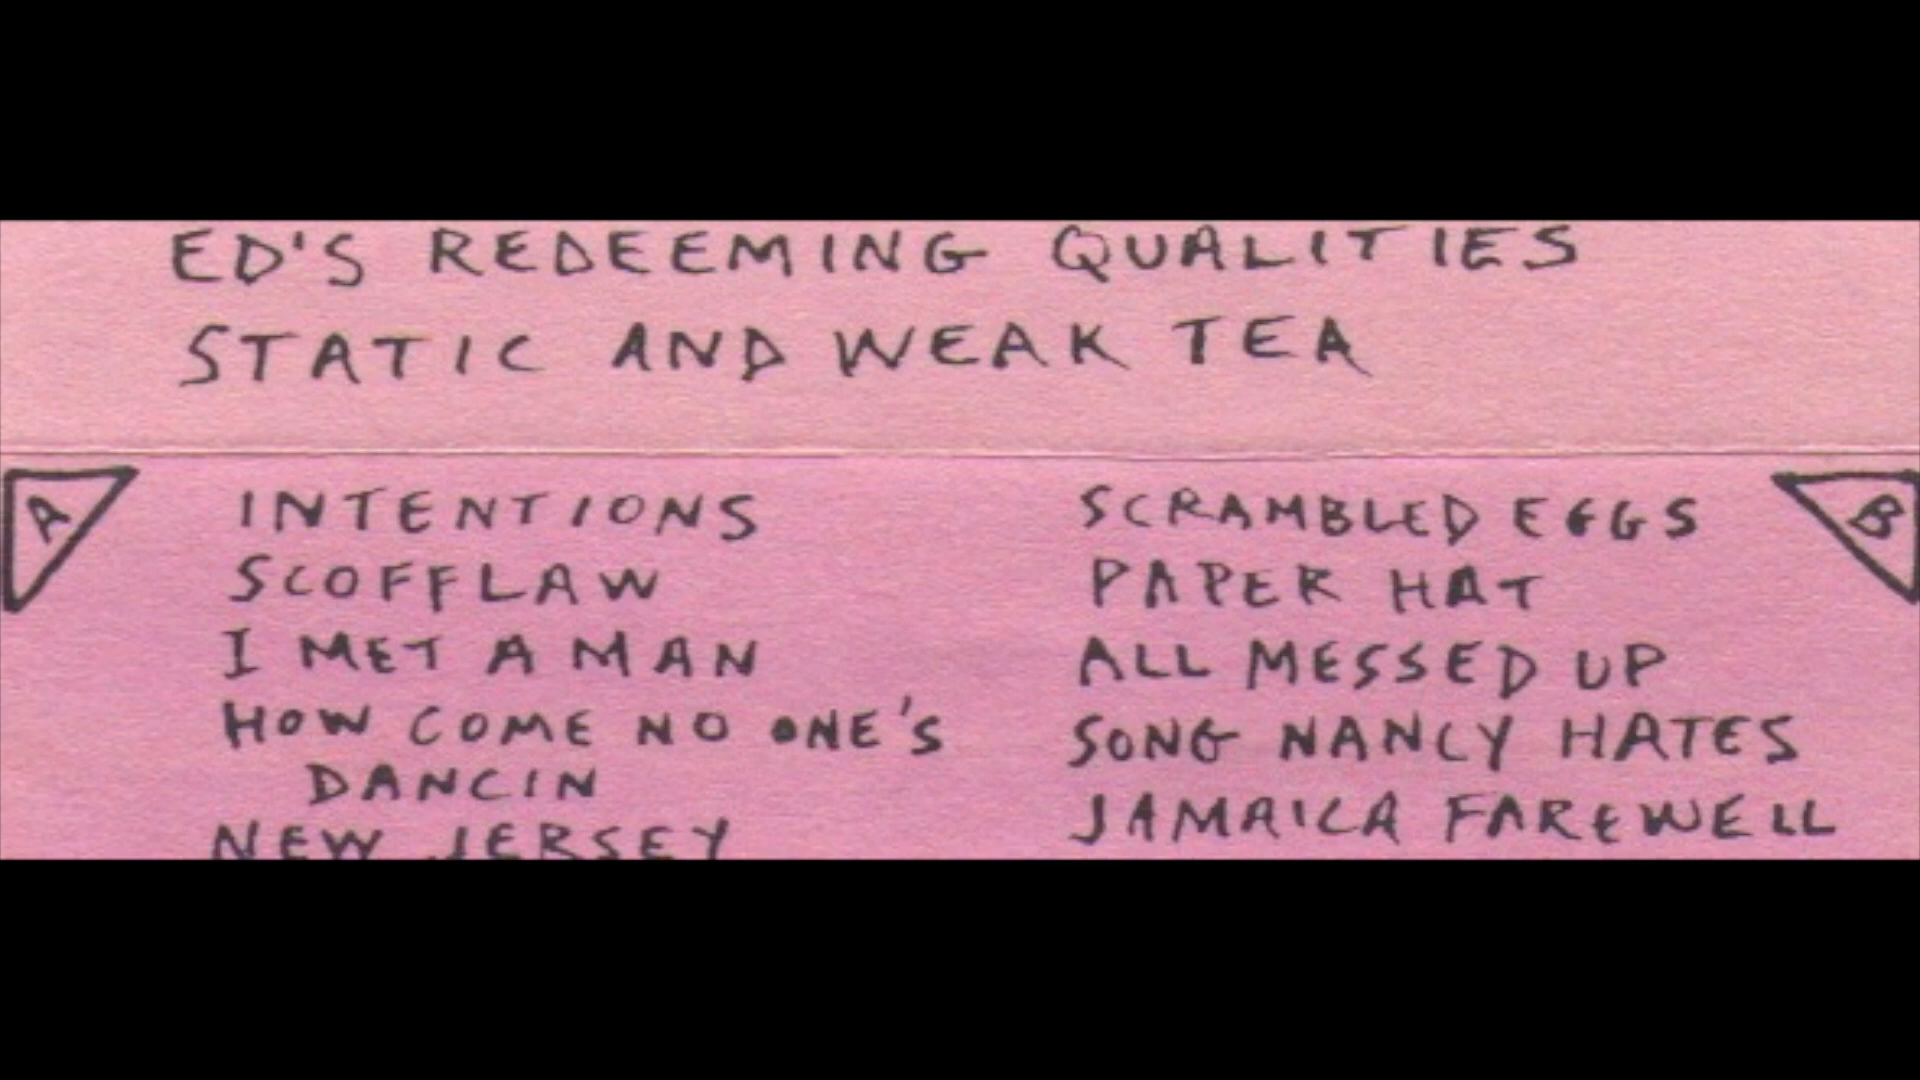 ED'S REDEEMING QUALITIES
STATIC AND WEAK TEA
A
INTENTIONS
SCOFFLAW
I MET A MAN
HOW COME NO ONE'S
DANCIN
NEW JERSEY
B
SCRAMBLED EGGS
PAPER HAT
ALL MESSED UP
SONG NANCY HATES
JAMAICA FAREWELL